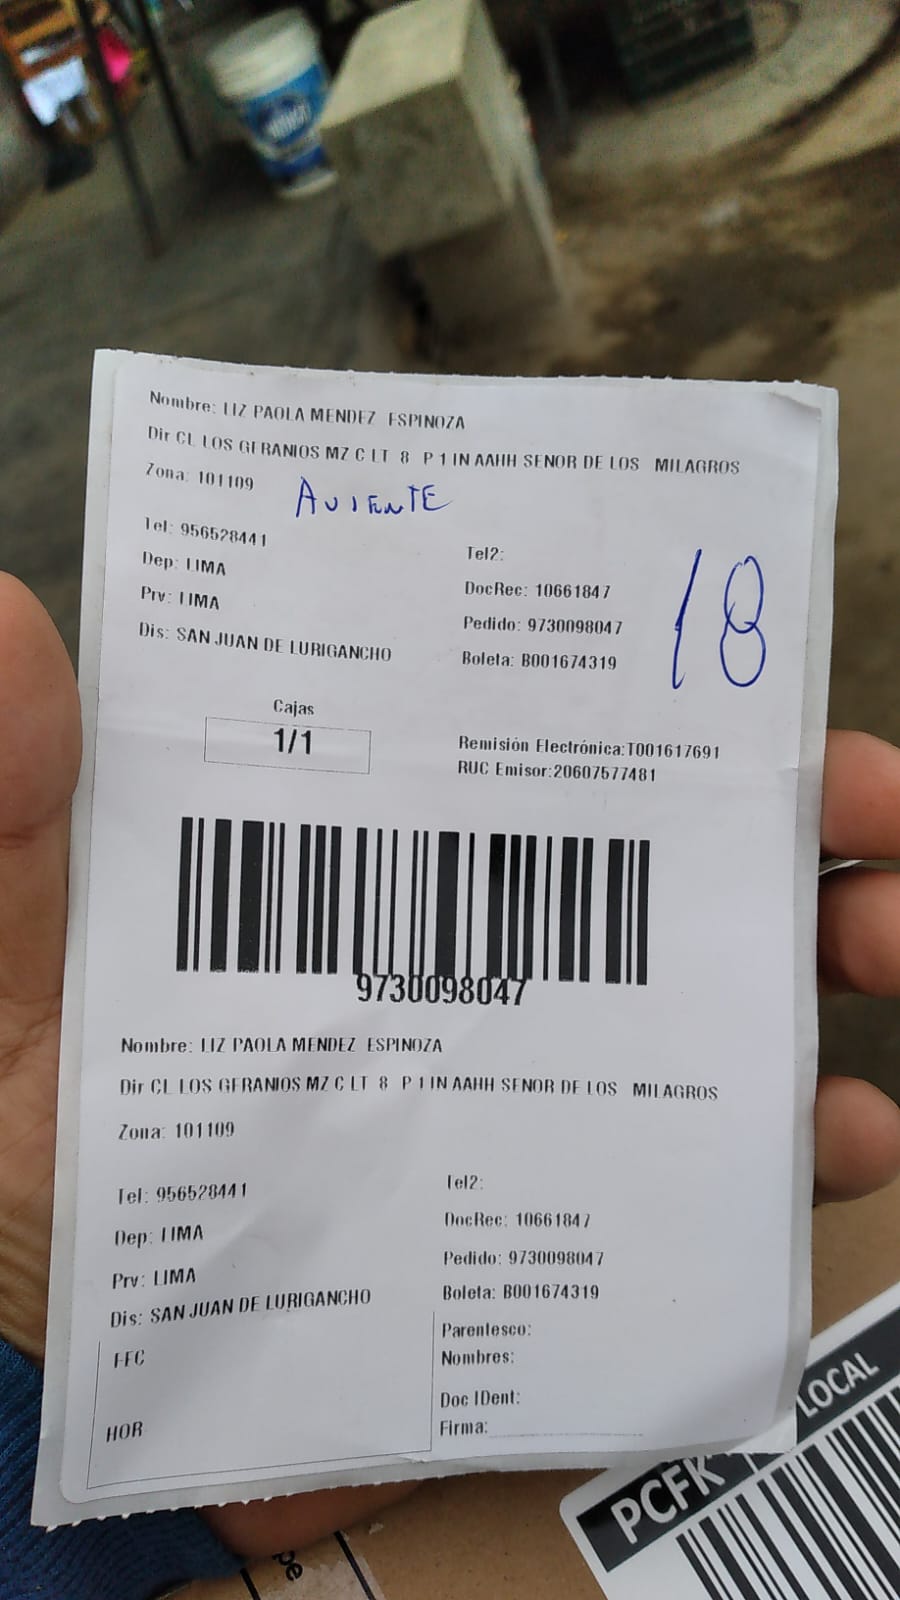 Nombre: LIZ PAOLA MENDEZ ESPINOZA
Dir CL LOS GERANIOS MZ C LT 8 P 1 IN AAHH SENOR DE LOS MILAGROS
Zona: 101109
AUSENTE
Tel: 956528441
Tel2:
Dep: LIMA
DocRec: 10661847
18
Prv: LIMA
Pedido: 9730098047
Dis: SAN JUAN DE LURIGANCHO
Boleta: B001674319
Cajas
1/1
Remisión Electrónica:T001617691
RUC Emisor:20607577481
9730098047
Nombre: LIZ PAOLA MENDEZ ESPINOZA
Dir CL LOS GERANIOS MZ C LT 8 P 1 IN AAHH SENOR DE LOS MILAGROS
Zona: 101109
Tel: 956528441
Tel2:
Dep: LIMA
DocRec: 10661847
Prv: LIMA
Pedido: 9730098047
Dis: SAN JUAN DE LURIGANCHO
Boleta: B001674319
Parentesco:
FEC
Nombres:
Doc IDent:
HOR
Firma:
LOCAL